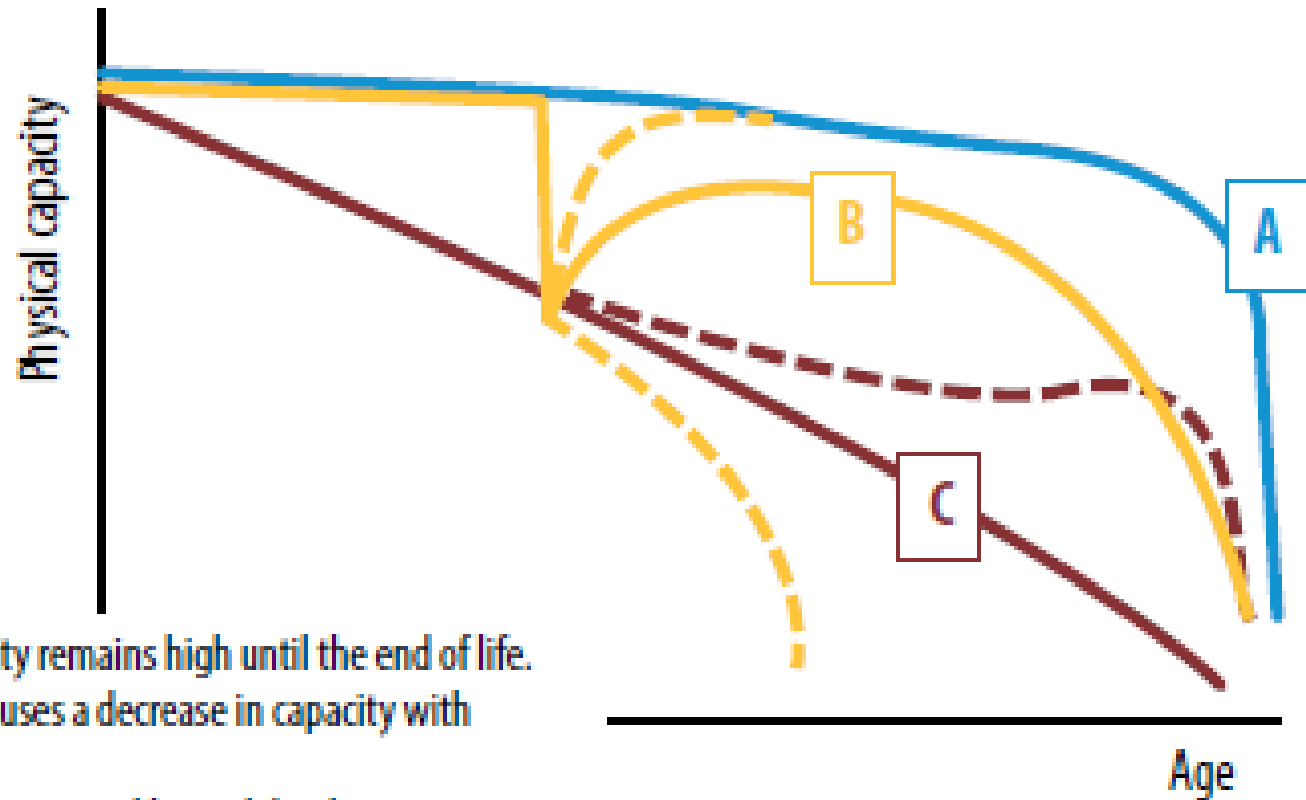 Physical capacity
B
A
C
ty remains high until the end of life.
uses a decrease in capacity with
Age